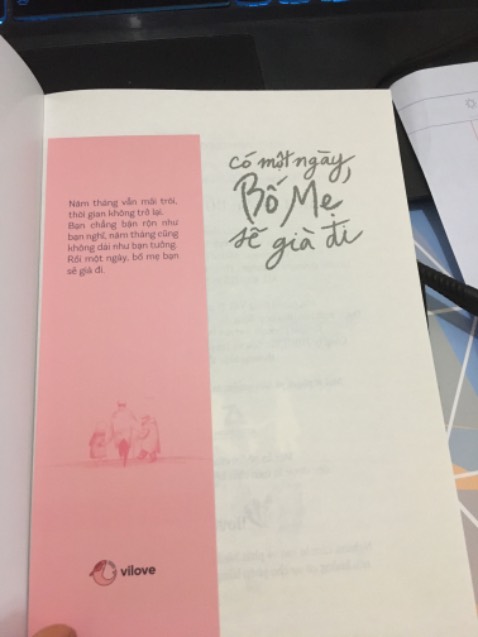 Năm tháng vẫn mải trôi,
thời gian không trở lại.
Bạn chẳng bận rộn như
bạn nghĩ, năm tháng cũng
không dài như bạn tưởng.
Rồi một ngày, bố mẹ bạn
sẽ già đi.
vilove
có một ngày,
Bố Mẹ
sẽ già đi